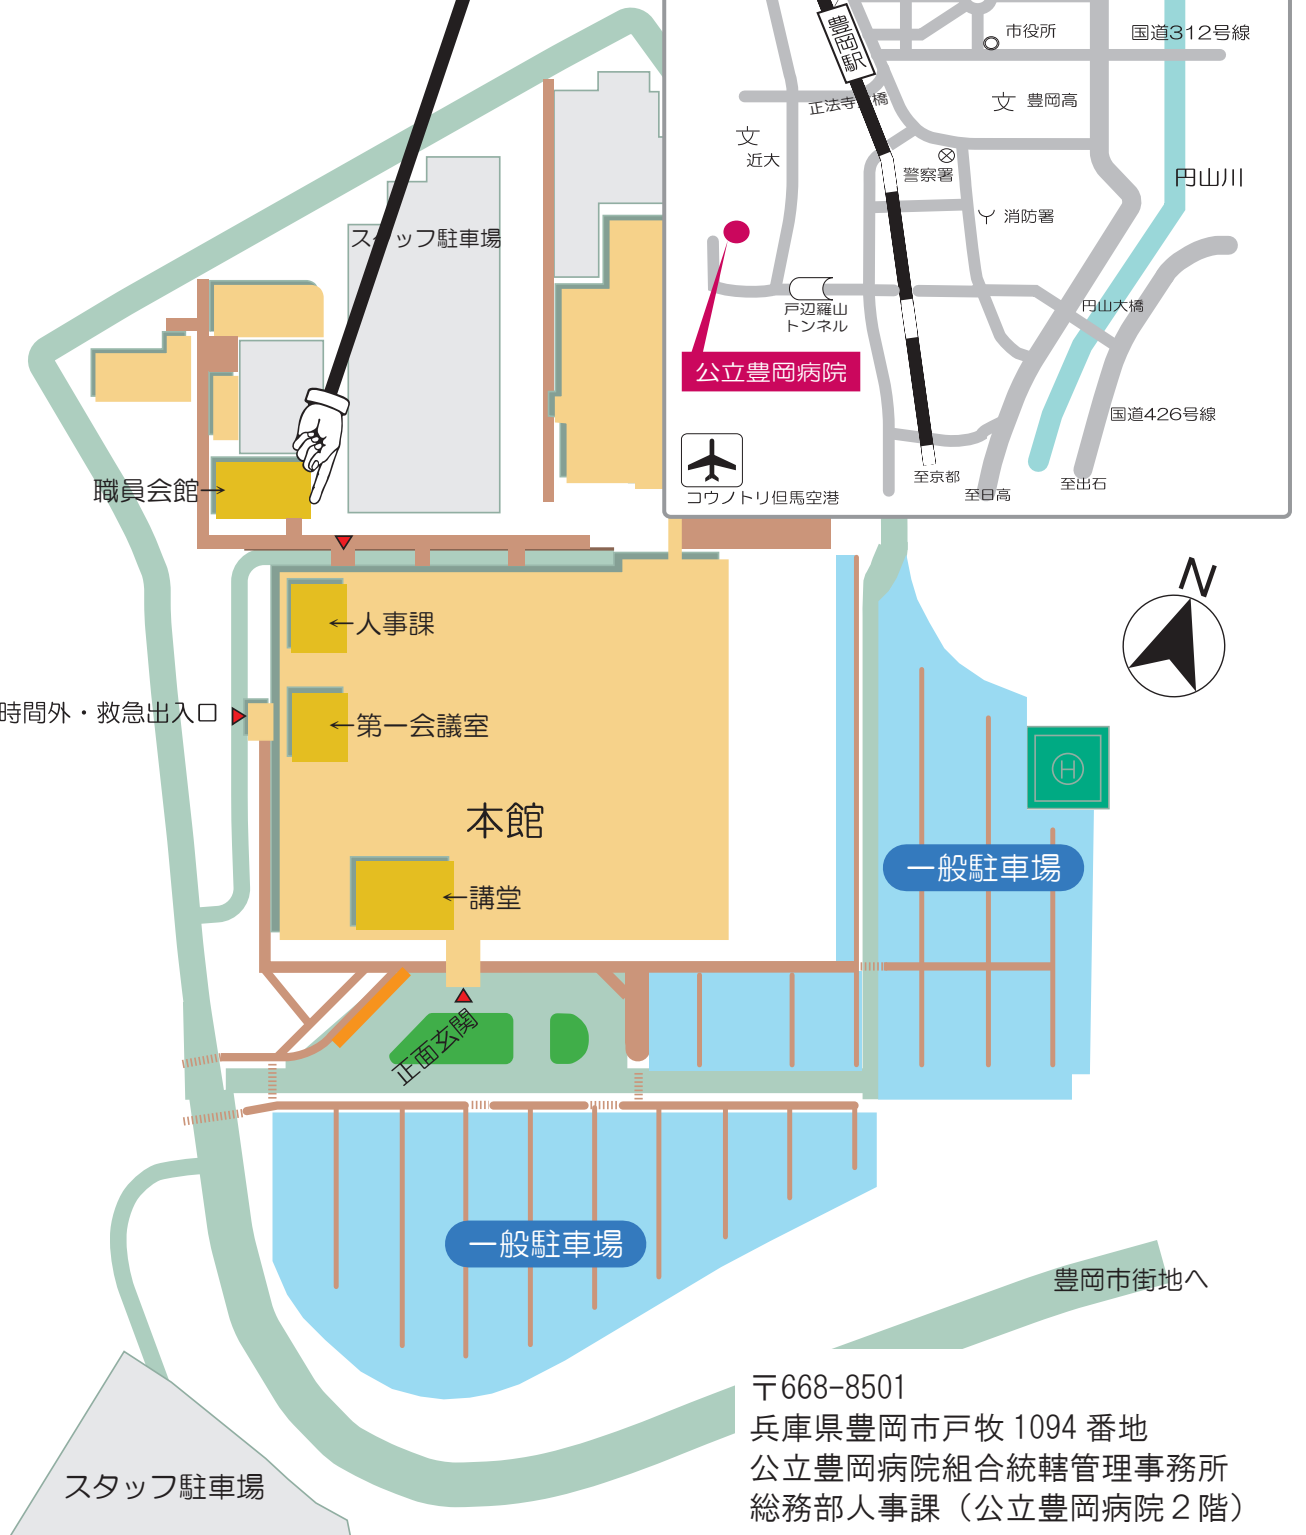 豊岡駅
市役所
国道312号線
正法寺
橋
文
豊岡高
文
近大
警察署
円山川
消防署
戸辺羅山
トンネル
円山大橋
公立豊岡病院
国道426号線
コウノトリ但馬空港
至京都
至日高
至出石
スタッフ駐車場
職員会館
N
人事課
時間外・救急出入口
第一会議室
本館
H
一般駐車場
講堂
正面玄関
一般駐車場
豊岡市街地へ
スタッフ駐車場
〒668-8501
兵庫県豊岡市戸牧 1094 番地
公立豊岡病院組合統轄管理事務所
総務部人事課（公立豊岡病院２階）